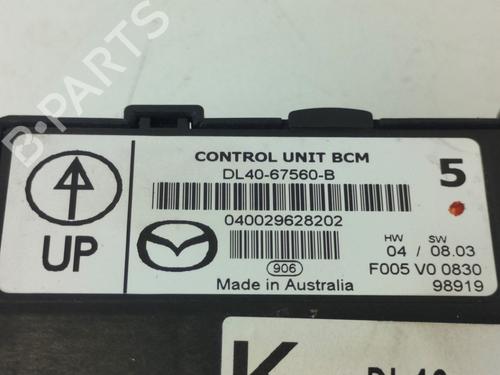 B-PARTS
CONTROL UNIT BCM
DL40-67560-B
5
040029628202
HW SW
04 / 08.03
UP
906
F005 V0 0830
Made in Australia
98919
K
DL40